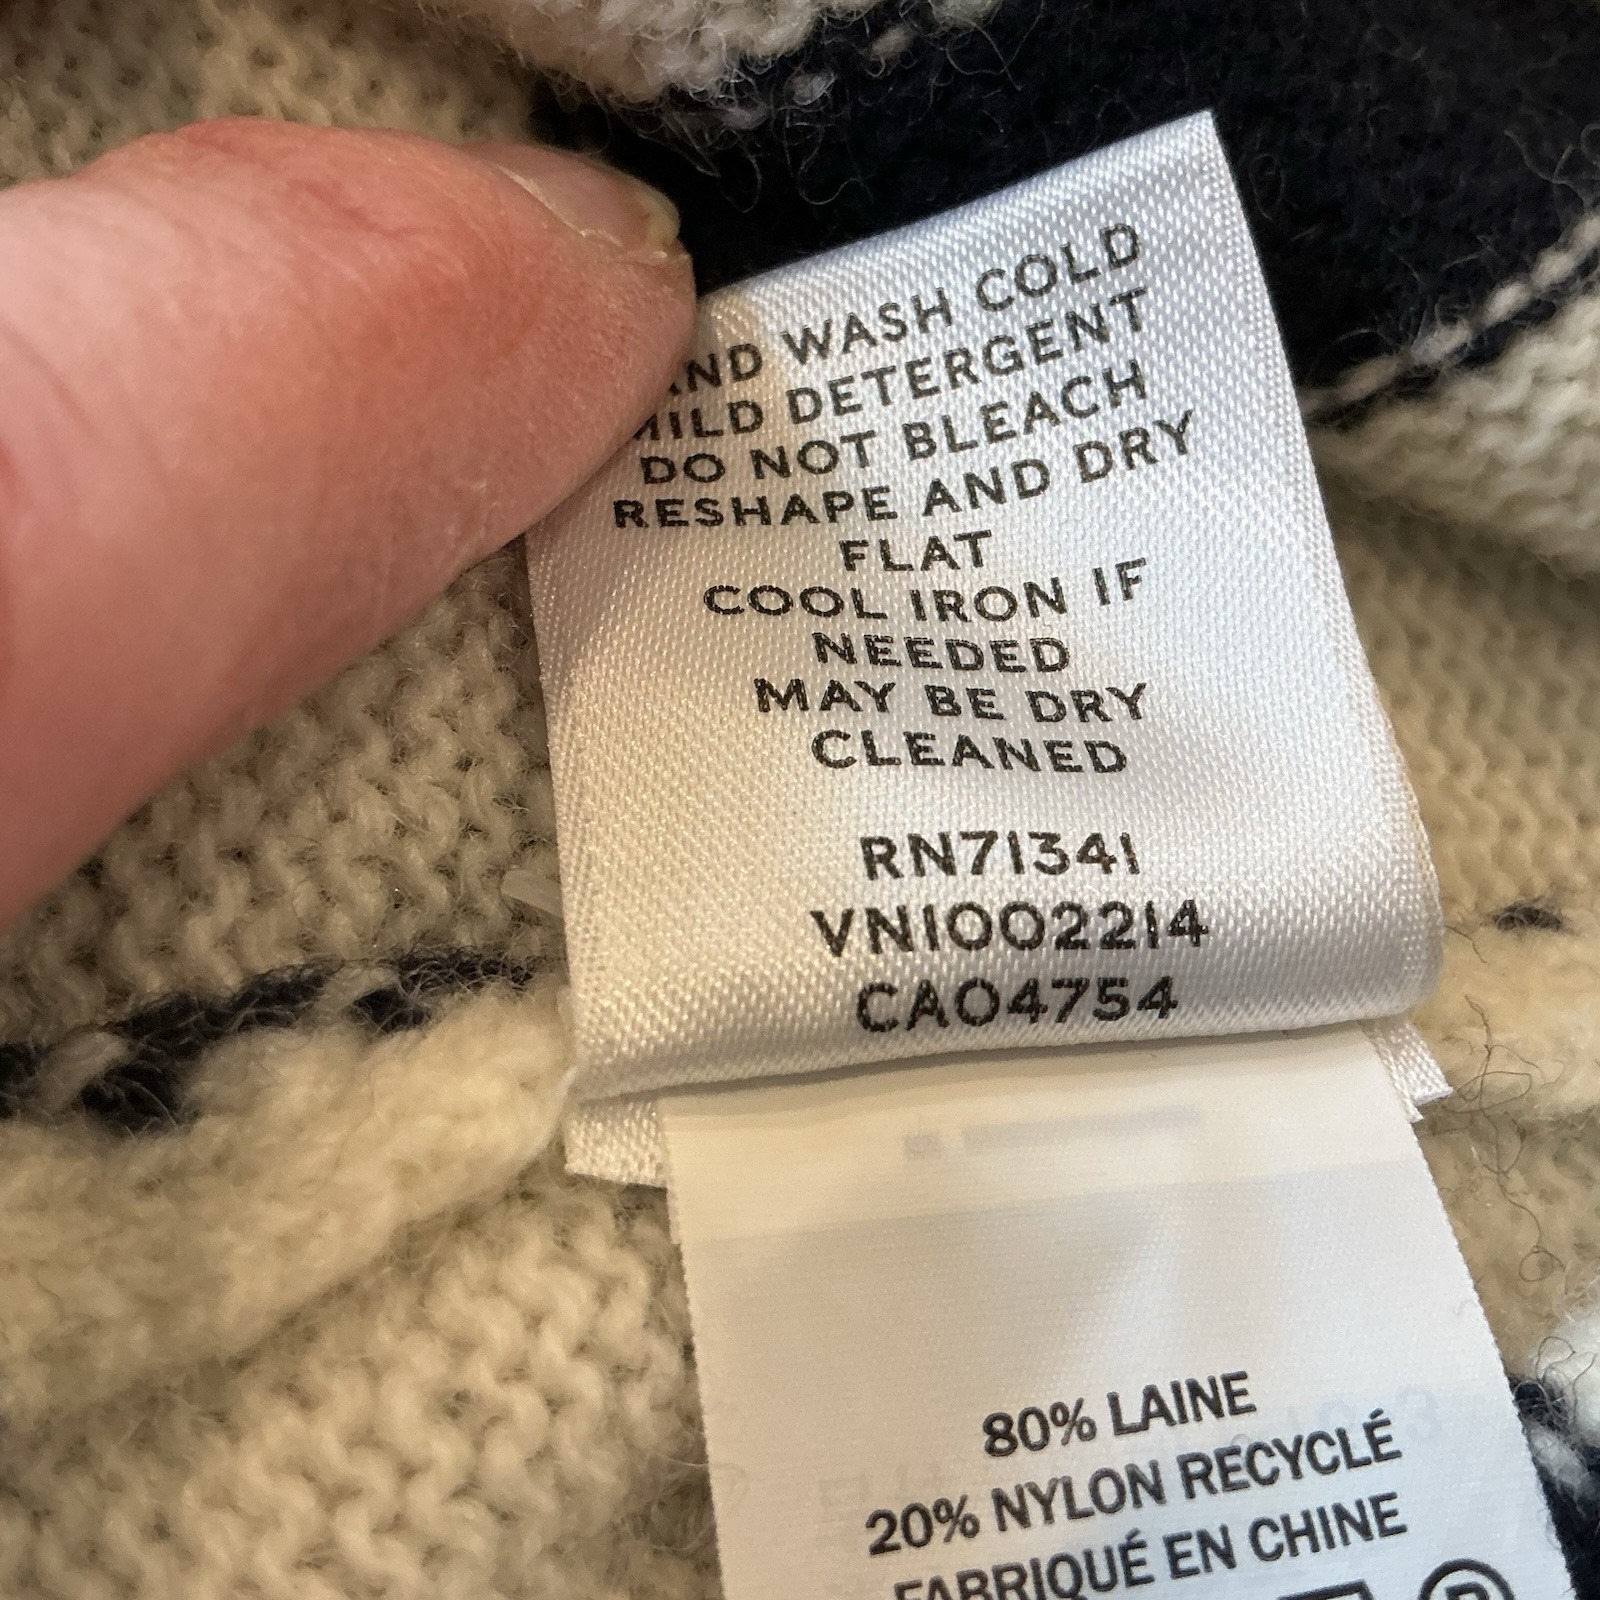 WASH COLD
MILD DETERGENT
DO NOT BLEACH
RESHAPE AND DRY
FLAT
COOL IRON IF
NEEDED
MAY BE DRY
CLEANED
RN71341
VN1002214
CA04754
80% LAINE
20% NYLON RECYCLÉ
FABRIQUÉ EN CHINE